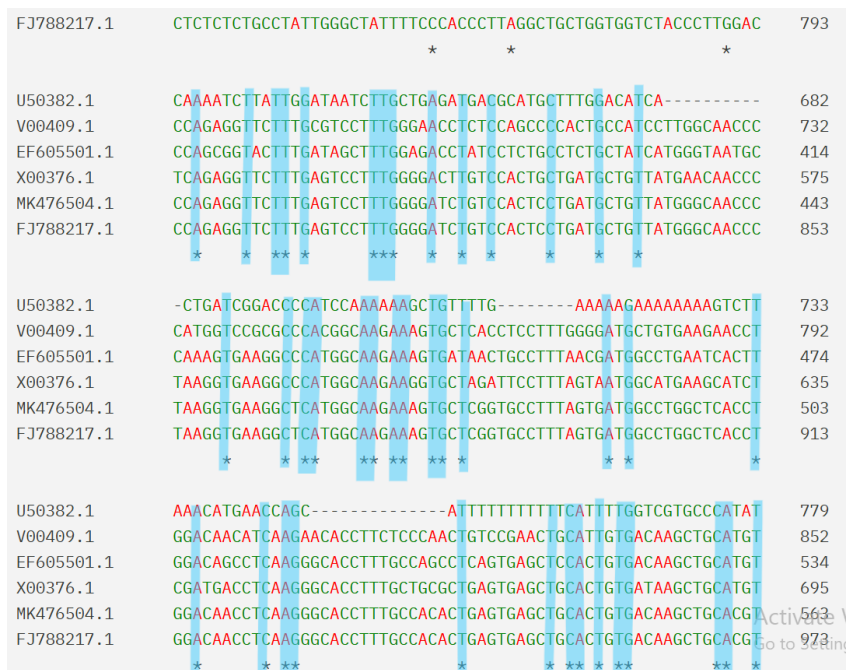 FJ788217.1 CTCTCTCTGCCTATTGGGCTATTTTCCCACCCTTAGGCTGCTGGTGGTCTACCCTTGGAC 793
* * *
U50382.1 CAAAATCTTATTGGATAATCTTGCTGAGATGACGCATGCTTTGGACATCA---------- 682
V00409.1 CCAGAGGTTCTTTGCGTCCTTTGGGAACCTCTCCAGCCCCACTGCCATCCTTGGCAACCC 732
EF605501.1 CCAGCGGTACTTTGATAGCTTTGGAGACCTATCCTCTGCCTCTGCTATCATGGGTAATGC 414
X00376.1 TCAGAGGTTCTTTGAGTCCTTTGGGGACTTGTCCACTGCTGATGCTGTTATGAACAACCC 575
MK476504.1 CCAGAGGTTCTTTGAGTCCTTTGGGGATCTGTCCACTCCTGATGCTGTTATGGGCAACCC 443
FJ788217.1 CCAGAGGTTCTTTGAGTCCTTTGGGGATCTGTCCACTCCTGATGCTGTTATGGGCAACCC 853
* * ** * *** * * * * * *
U50382.1 -CTGATCGGACCCCATCCAAAAAAGCTGTTTTG--------AAAAAGAAAAAAAAGTCTT 733
V00409.1 CATGGTCCGCGCCCACGGCAAGAAAGTGCTCACCTCCTTTGGGGATGCTGTGAAGAACCT 792
EF605501.1 CAAAGTGAAGGCCCATGGCAAGAAAGTGATAACTGCCTTTAACGATGGCCTGAATCACTT 474
X00376.1 TAAGGTGAAGGCCCATGGCAAGAAGGTGCTAGATTCCTTTAGTAATGGCATGAAGCATCT 635
MK476504.1 TAAGGTGAAGGCTCATGGCAAGAAAGTGCTCGGTGCCTTTAGTGATGGCCTGGCTCACCT 503
FJ788217.1 TAAGGTGAAGGCTCATGGCAAGAAAGTGCTCGGTGCCTTTAGTGATGGCCTGGCTCACCT 913
* * ** ** ** ** * * * *
U50382.1 AAACATGAACCAGC--------------ATTTTTTTTTTTCATTTTGGTCGTGCCCATAT 779
V00409.1 GGACAACATCAAGAACACCTTCTCCCAACTGTCCGAACTGCATTGTGACAAGCTGCATGT 852
EF605501.1 GGACAGCCTCAAGGGCACCTTTGCCAGCCTCAGTGAGCTCCACTGTGACAAGCTGCATGT 534
X00376.1 CGATGACCTCAAGGGCACCTTTGCTGCGCTGAGTGAGCTGCACTGTGATAAGCTGCATGT 695
MK476504.1 GGACAACCTCAAGGGCACCTTTGCCACACTGAGTGAGCTGCACTGTGACAAGCTGCACGT 563
FJ788217.1 GGACAACCTCAAGGGCACCTTTGCCACACTGAGTGAGCTGCACTGTGACAAGCTGCACGT 973
* * ** * * ** * ** ** *
Activate
Go to Setting